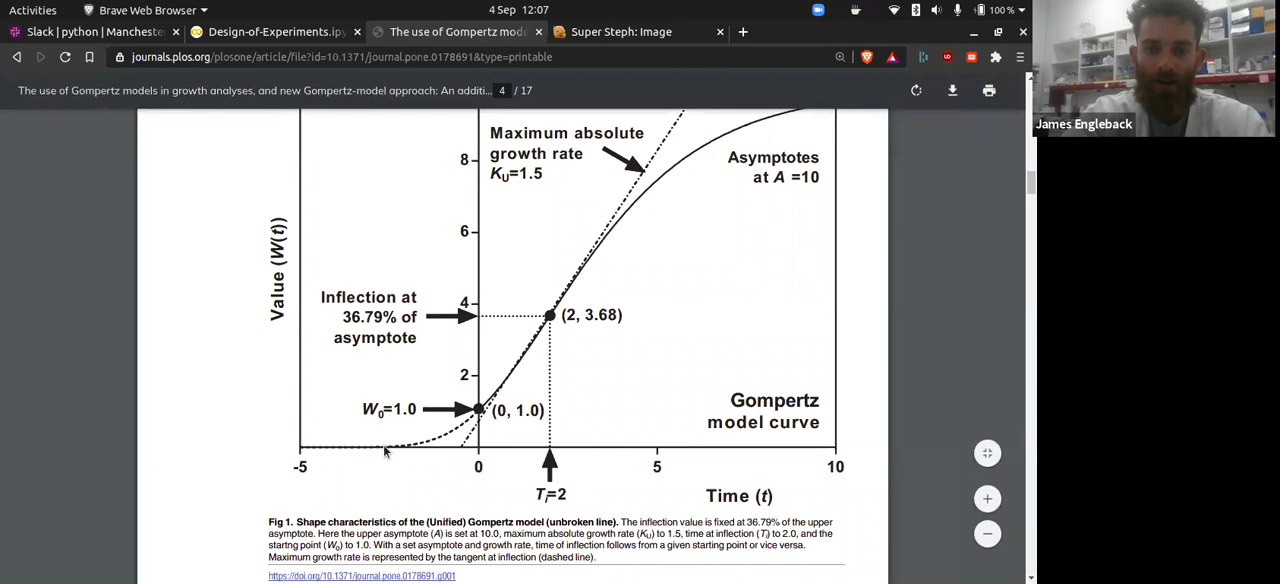 Activities
Brave Web Browser
4 Sep 12:07
100 %
Slack | python | Manchester
Design-of-Experiments.ipy
The use of Gompertz mode
Super Steph: Image
journals.plos.org/plosone/article/file?id=10.1371/journal.pone.0178691&type=printable
The use of Gompertz models in growth analyses, and new Gompertz-model approach: An additi...
4 / 17
James Engleback
Maximum absolute
growth rate
KU=1.5
Asymptotes
at A =10
8
6
4
2
Value (W(t))
Inflection at
36.79% of
asymptote
(2, 3.68)
W0=1.0
(0, 1.0)
Gompertz
model curve
-5
0
5
10
Ti=2
Time (t)
Fig 1. Shape characteristics of the (Unified) Gompertz model (unbroken line). The inflection value is fixed at 36.79% of the upper
asymptote. Here the upper asymptote (A) is set at 10.0, maximum absolute growth rate (KU) to 1.5, time at inflection (Ti) to 2.0, and the
startng point (W0) to 1.0. With a set asymptote and growth rate, time of inflection follows from a given starting point or vice versa.
Maximum growth rate is represented by the tangent at inflection (dashed line).
https://doi.org/10.1371/journal.pone.0178691.g001